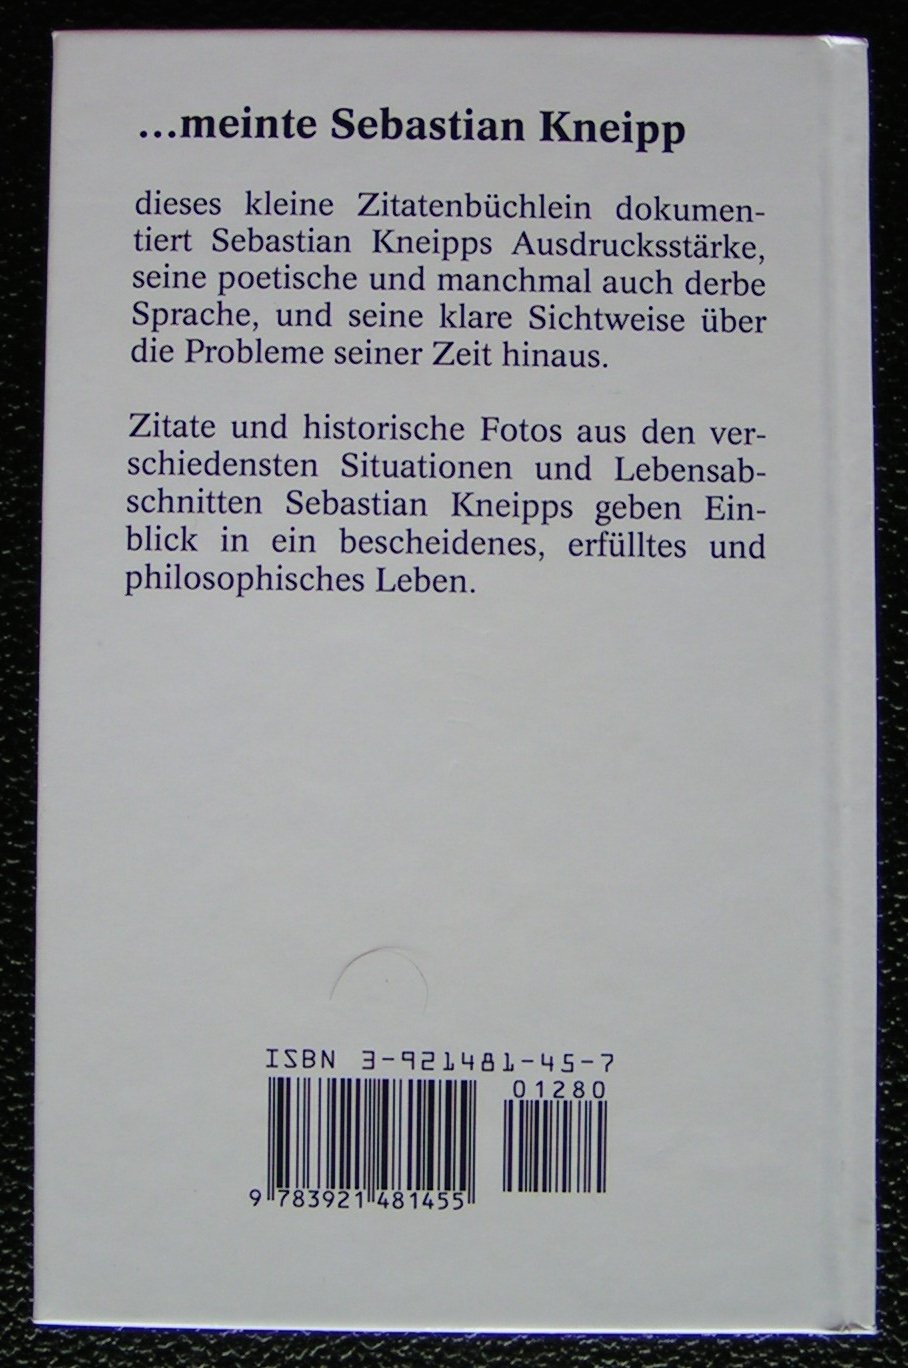 ...meinte Sebastian Kneipp
dieses kleine Zitatenbüchlein dokumen-
tiert Sebastian Kneipps Ausdrucksstärke,
seine poetische und manchmal auch derbe
Sprache, und seine klare Sichtweise über
die Probleme seiner Zeit hinaus.
Zitate und historische Fotos aus den ver-
schiedensten Situationen und Lebensab-
schnitten Sebastian Kneipps geben Ein-
blick in ein bescheidenes, erfülltes und
philosophisches Leben.
ISBN 3-921481-45-7
01280
9 783921 481455